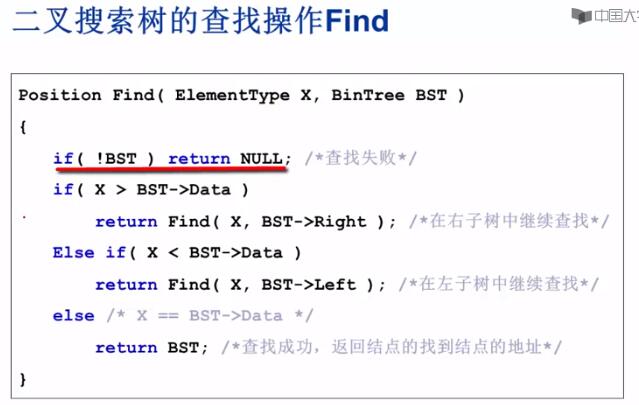 二叉搜索树的查找操作Find
中国大学
Position Find( ElementType X, BinTree BST )
{
if( !BST ) return NULL; /*查找失败*/
if( X > BST->Data )
return Find( X, BST->Right ); /*在右子树中继续查找*/
Else if( X < BST->Data )
return Find( X, BST->Left ); /*在左子树中继续查找*/
else /* X == BST->Data */
return BST; /*查找成功，返回结点的找到结点的地址*/
}